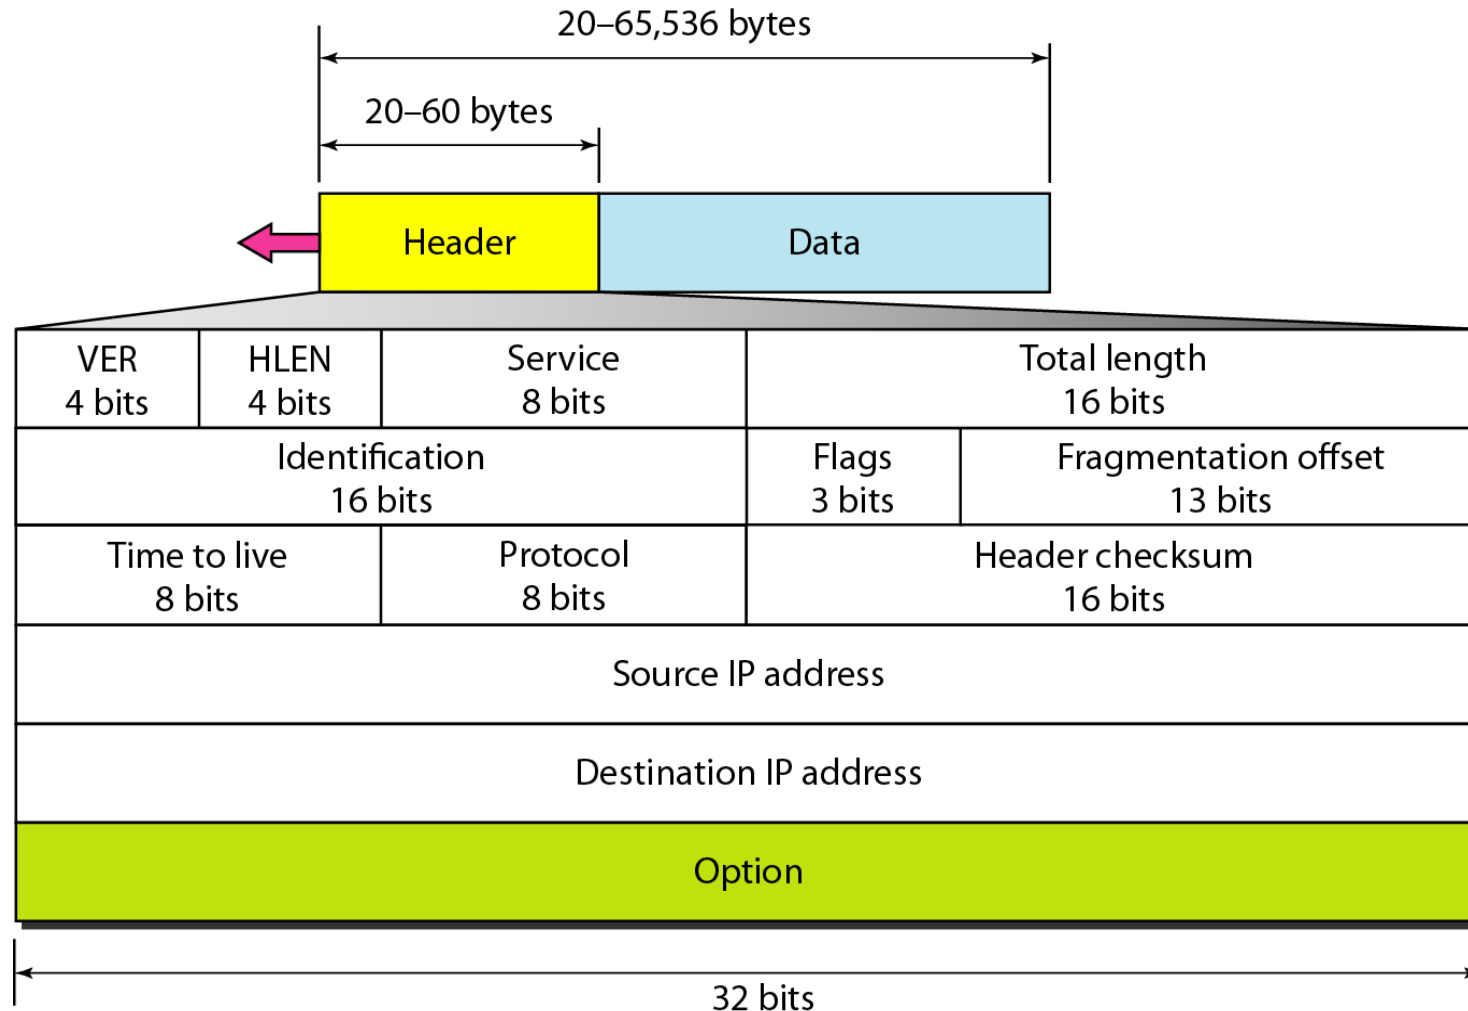 20–65,536 bytes
20–60 bytes
Header
Data
VER
4 bits
HLEN
4 bits
Service
8 bits
Total length
16 bits
Identification
16 bits
Flags
3 bits
Fragmentation offset
13 bits
Time to live
8 bits
Protocol
8 bits
Header checksum
16 bits
Source IP address
Destination IP address
Option
32 bits